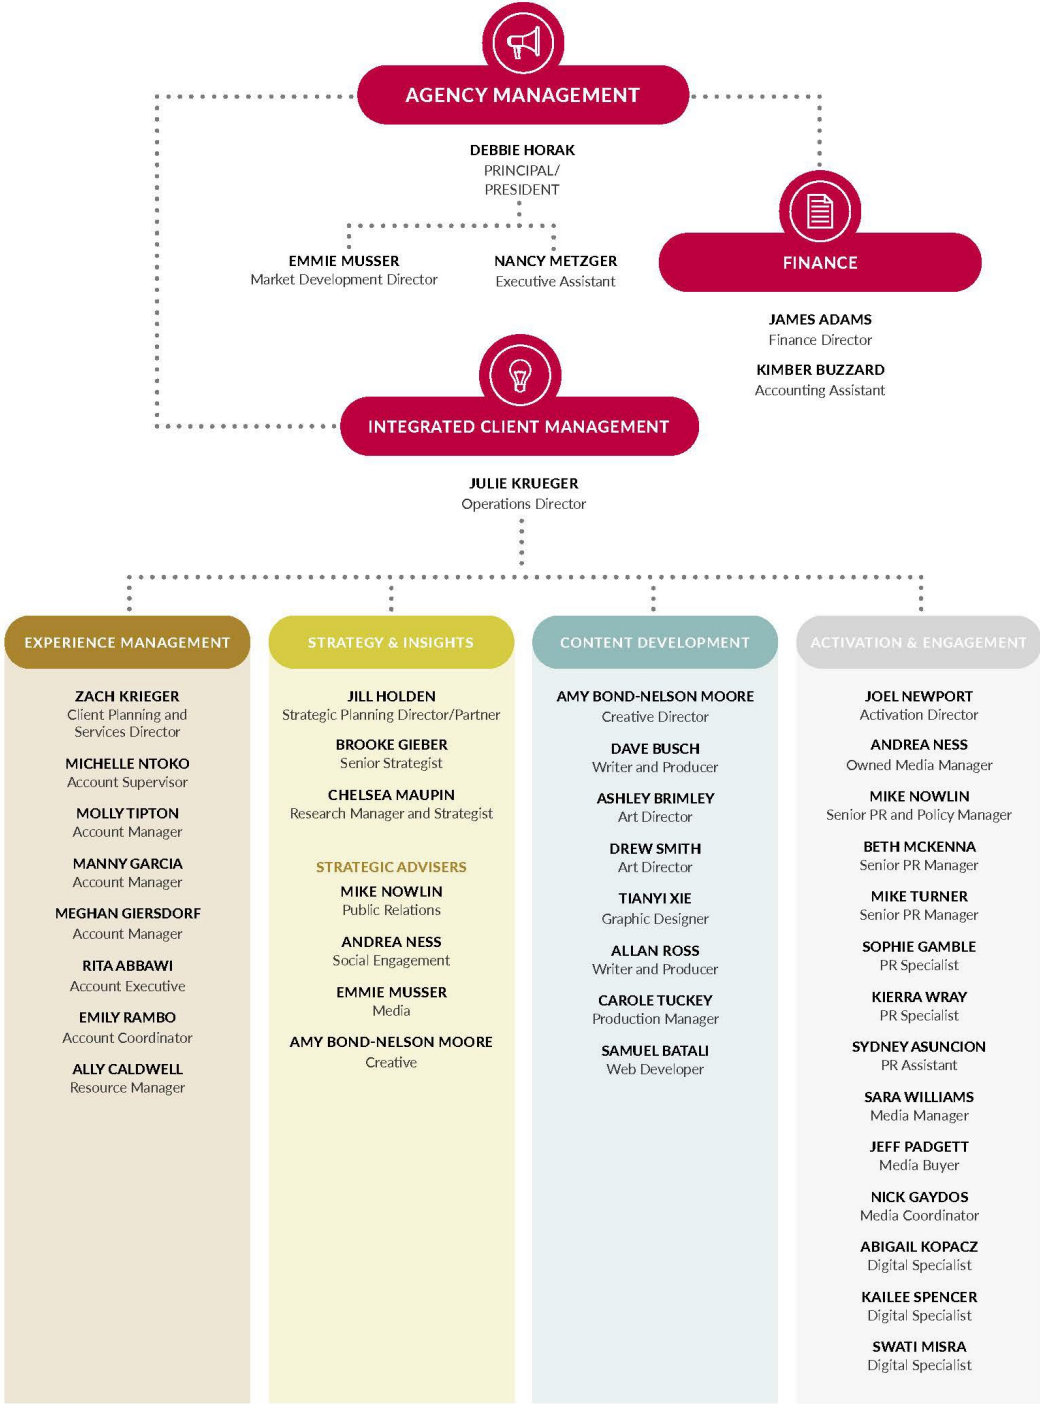 AGENCY MANAGEMENT
DEBBIE HORAK
PRINCIPAL/
PRESIDENT
EMMIE MUSSER
Market Development Director
NANCY METZGER
Executive Assistant
FINANCE
JAMES ADAMS
Finance Director
KIMBER BUZZARD
Accounting Assistant
INTEGRATED CLIENT MANAGEMENT
JULIE KRUEGER
Operations Director
EXPERIENCE MANAGEMENT
ZACH KRIEGER
Client Planning and
Services Director
MICHELLE NTOKO
Account Supervisor
MOLLY TIPTON
Account Manager
MANNY GARCIA
Account Manager
MEGHAN GIERSDORF
Account Manager
RITA ABBAWI
Account Executive
EMILY RAMBO
Account Coordinator
ALLY CALDWELL
Resource Manager
STRATEGY & INSIGHTS
JILL HOLDEN
Strategic Planning Director/Partner
BROOKE GIEBER
Senior Strategist
CHELSEA MAUPIN
Research Manager and Strategist
STRATEGIC ADVISERS
MIKE NOWLIN
Public Relations
ANDREA NESS
Social Engagement
EMMIE MUSSER
Media
AMY BOND-NELSON MOORE
Creative
CONTENT DEVELOPMENT
AMY BOND-NELSON MOORE
Creative Director
DAVE BUSCH
Writer and Producer
ASHLEY BRIMLEY
Art Director
DREW SMITH
Art Director
TIANYI XIE
Graphic Designer
ALLAN ROSS
Writer and Producer
CAROLE TUCKEY
Production Manager
SAMUEL BATALI
Web Developer
ACTIVATION & ENGAGEMENT
JOEL NEWPORT
Activation Director
ANDREA NESS
Owned Media Manager
MIKE NOWLIN
Senior PR and Policy Manager
BETH MCKENNA
Senior PR Manager
MIKE TURNER
Senior PR Manager
SOPHIE GAMBLE
PR Specialist
KIERRA WRAY
PR Specialist
SYDNEY ASUNCION
PR Assistant
SARA WILLIAMS
Media Manager
JEFF PADGETT
Media Buyer
NICK GAYDOS
Media Coordinator
ABIGAIL KOPACZ
Digital Specialist
KAILEE SPENCER
Digital Specialist
SWATI MISRA
Digital Specialist